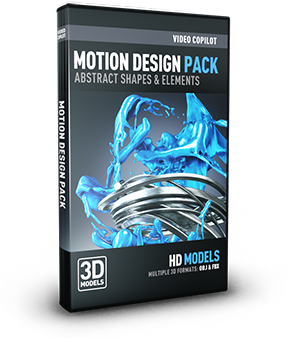 VIDEO COPILOT
MOTION DESIGN PACK
ABSTRACT SHAPES & ELEMENTS
MOTION DESIGN PACK
3D
MODELS
HD MODELS
MULTIPLE 3D FORMATS: OBJ & FBX